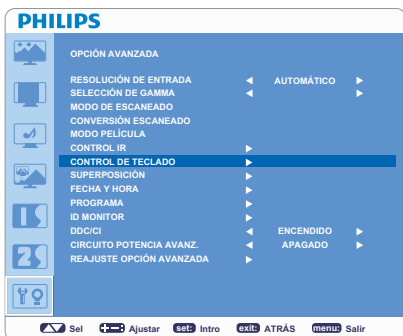 PHILIPS
OPCIÓN AVANZADA
RESOLUCIÓN DE ENTRADA AUTOMÁTICO
SELECCIÓN DE GAMMA
MODO DE ESCANEADO
CONVERSIÓN ESCANEADO
MODO PELÍCULA
CONTROL IR
CONTROL DE TECLADO
SUPERPOSICIÓN
FECHA Y HORA
PROGRAMA
ID MONITOR
DDC/CI ENCENDIDO
CIRCUITO POTENCIA AVANZ. APAGADO
REAJUSTE OPCIÓN AVANZADA
Sel Ajustar set: Intro exit: ATRÁS menu: Salir